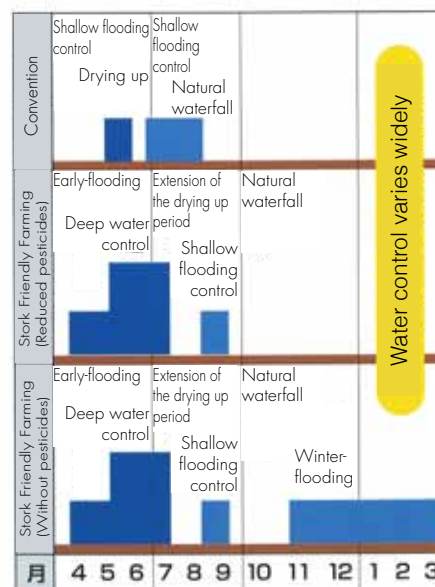 Convention
Shallow flooding
control
Drying up
Shallow
flooding
control
Natural
waterfall
Stork Friendly Farming
(Reduced pesticides)
Early-flooding
Deep water
control
Extension of
the drying up
period
Shallow
flooding
control
Natural
waterfall
Stork Friendly Farming
(Without pesticides)
Early-flooding
Deep water
control
Extension of
the drying up
period
Shallow
flooding
control
Natural
waterfall
Winter-
flooding
Water control varies widely
月 4 5 6 7 8 9 10 11 12 1 2 3